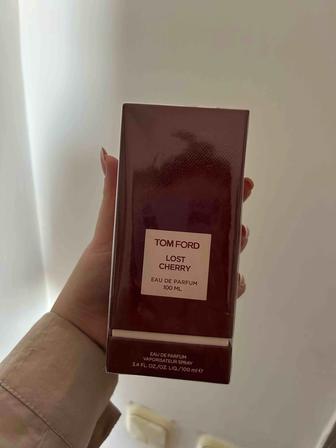 TOM FORD
LOST
CHERRY
EAU DE PARFUM
100 ML
EAU DE PARFUM
VAPORISATEUR SPRAY
3.4 FL.OZ./OZ. LIQ./100 ml e